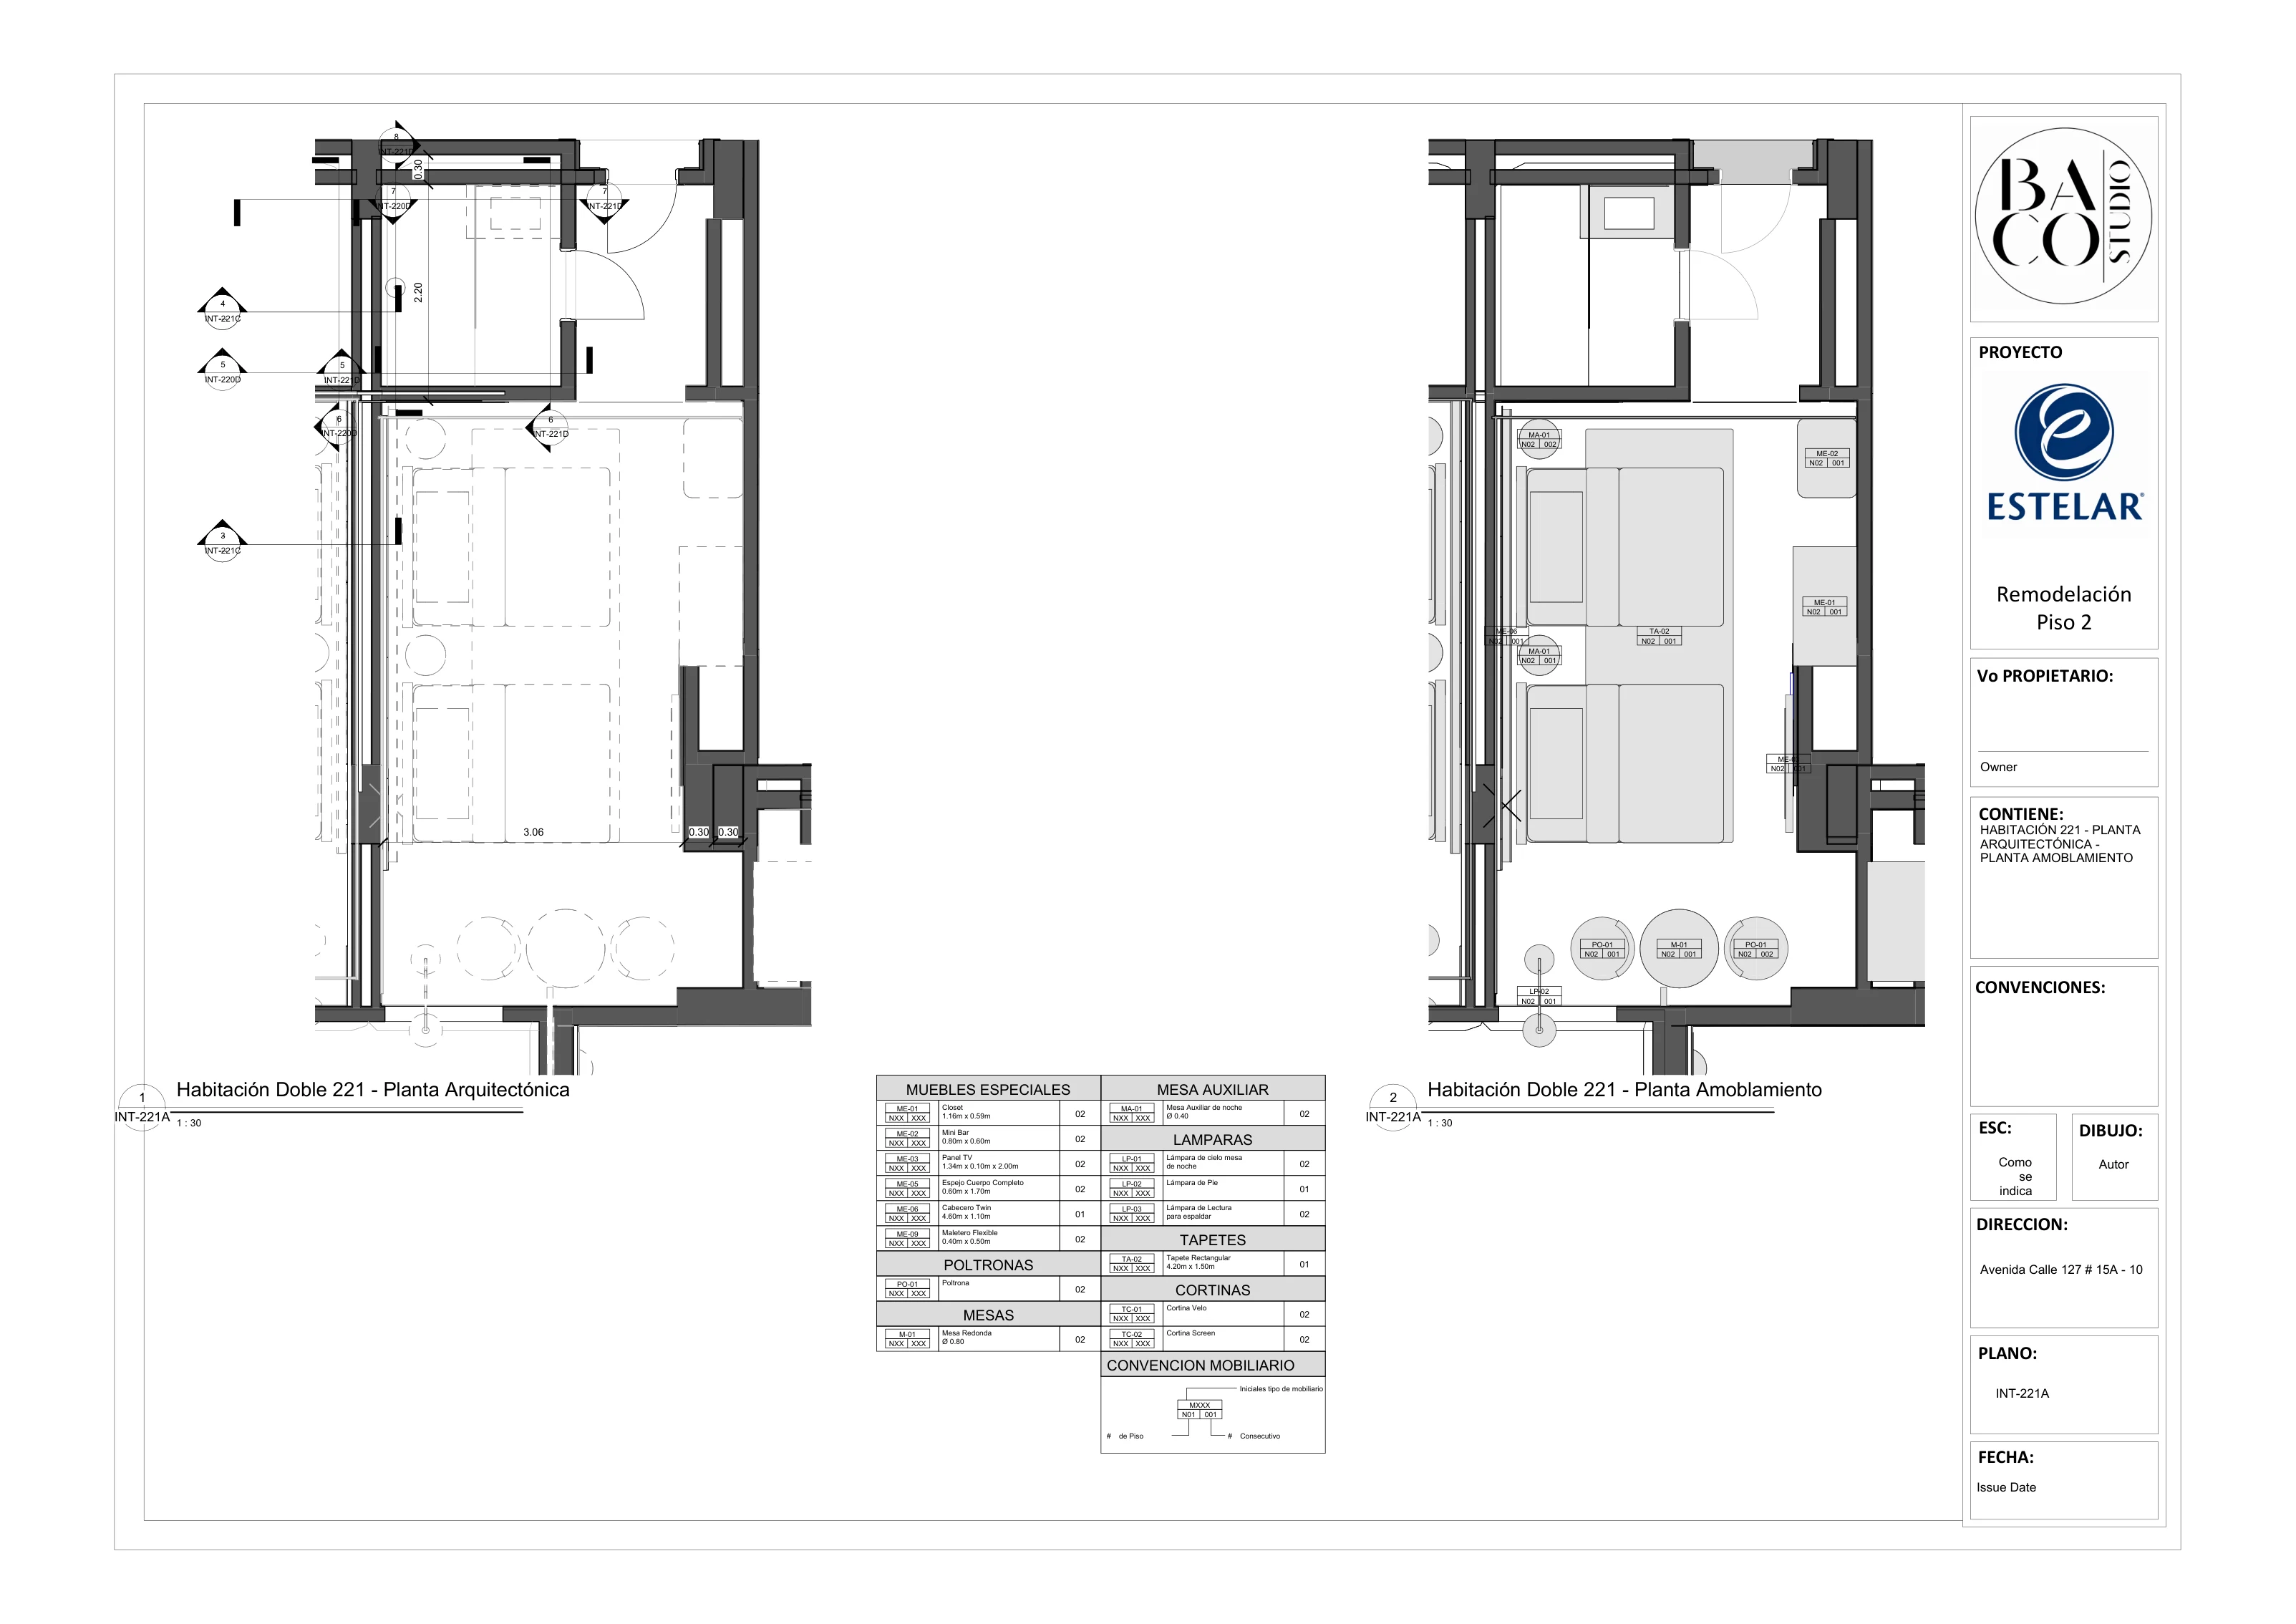 8
INT-221D
0.30
7
INT-220D
7
INT-221D
2.20
4
INT-221C
5
INT-220D
5
INT-221D
6
INT-220D
6
INT-221D
3
INT-221C
3.06
0.30
0.30
1
INT-221A
Habitación Doble 221 - Planta Arquitectónica
1 : 30
MA-01
N02 002
ME-02
N02 001
ME-01
N02 001
ME-06
N02 001
TA-02
N02 001
MA-01
N02 001
N02 001
PO-01
N02 001
M-01
N02 001
PO-01
N02 002
LP-02
N02 001
2
INT-221A
Habitación Doble 221 - Planta Amoblamiento
1 : 30
MUEBLES ESPECIALES
ME-01
NXX XXX
Closet
1.16m x 0.59m
02
ME-02
NXX XXX
Mini Bar
0.80m x 0.60m
02
ME-03
NXX XXX
Panel TV
1.34m x 0.10m x 2.00m
02
ME-05
NXX XXX
Espejo Cuerpo Completo
0.60m x 1.70m
02
ME-06
NXX XXX
Cabecero Twin
4.60m x 1.10m
01
ME-09
NXX XXX
Maletero Flexible
0.40m x 0.50m
02
POLTRONAS
PO-01
NXX XXX
Poltrona
02
MESAS
M-01
NXX XXX
Mesa Redonda
Ø 0.80
02
MESA AUXILIAR
MA-01
NXX XXX
Mesa Auxiliar de noche
Ø 0.40
02
LAMPARAS
LP-01
NXX XXX
Lámpara de cielo mesa
de noche
02
LP-02
NXX XXX
Lámpara de Pie
01
LP-03
NXX XXX
Lámpara de Lectura
para espaldar
02
TAPETES
TA-02
NXX XXX
Tapete Rectangular
4.20m x 1.50m
01
CORTINAS
TC-01
NXX XXX
Cortina Velo
02
TC-02
NXX XXX
Cortina Screen
02
CONVENCION MOBILIARIO
Iniciales tipo de mobiliario
MXXX
N01 001
# de Piso
# Consecutivo
BA
CO
STUDIO
PROYECTO
ESTELAR®
Remodelación
Piso 2
Vo PROPIETARIO:
Owner
CONTIENE:
HABITACIÓN 221 - PLANTA
ARQUITECTÓNICA -
PLANTA AMOBLAMIENTO
CONVENCIONES:
ESC:
Como
se
indica
DIBUJO:
Autor
DIRECCION:
Avenida Calle 127 # 15A - 10
PLANO:
INT-221A
FECHA:
Issue Date